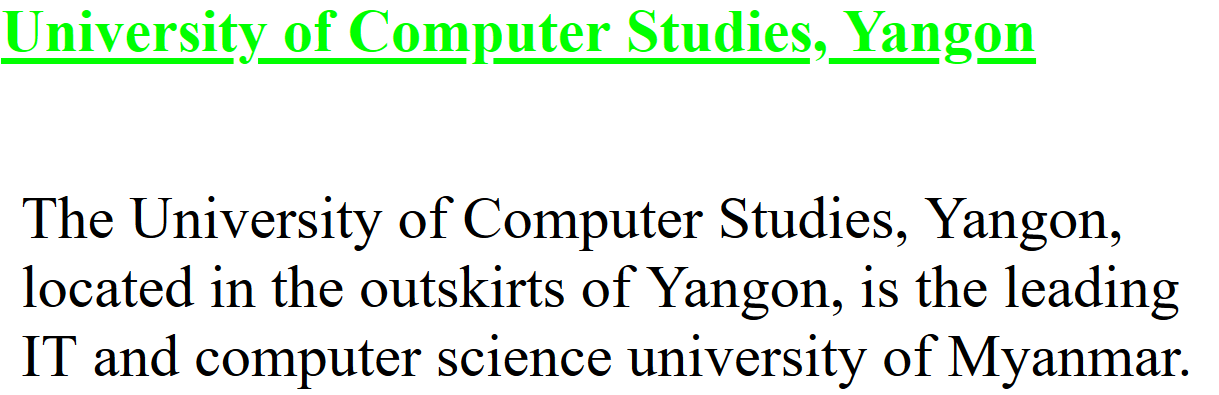 University of Computer Studies, Yangon
The University of Computer Studies, Yangon,
located in the outskirts of Yangon, is the leading
IT and computer science university of Myanmar.